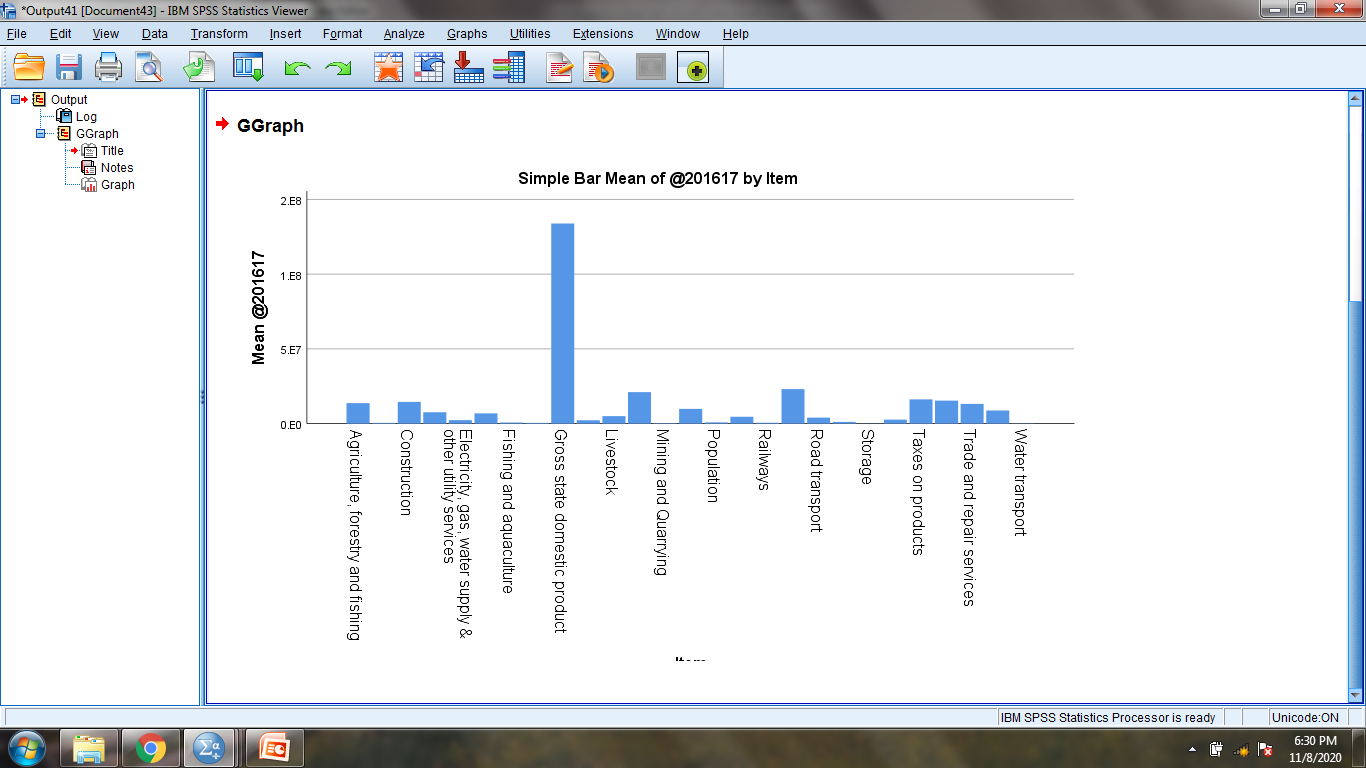 *Output41 [Document43] - IBM SPSS Statistics Viewer
File Edit View Data Transform Insert Format Analyze Graphs Utilities Extensions Window Help
Output
Log
GGraph
Title
Notes
Graph
GGraph
Simple Bar Mean of @201617 by Item
Mean @201617
2.E8
1.E8
5.E7
0.E0
Agriculture, forestry and fishing
Construction
Electricity, gas, water supply &
other utility services
Fishing and aquaculture
Gross state domestic product
Livestock
Mining and Quarrying
Population
Railways
Road transport
Storage
Taxes on products
Trade and repair services
Water transport
Item
IBM SPSS Statistics Processor is ready
Unicode:ON
6:30 PM
11/8/2020